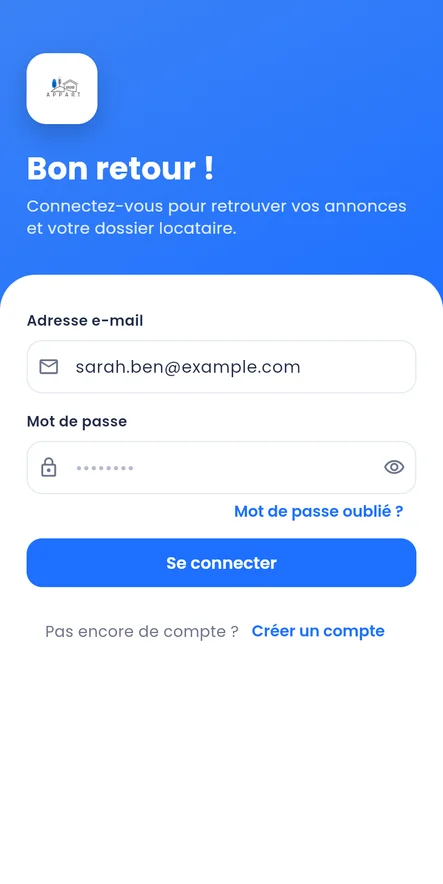 APPART
Bon retour !
Connectez-vous pour retrouver vos annonces
et votre dossier locataire.
Adresse e-mail
sarah.ben@example.com
Mot de passe
••••••••
Mot de passe oublié ?
Se connecter
Pas encore de compte ? Créer un compte